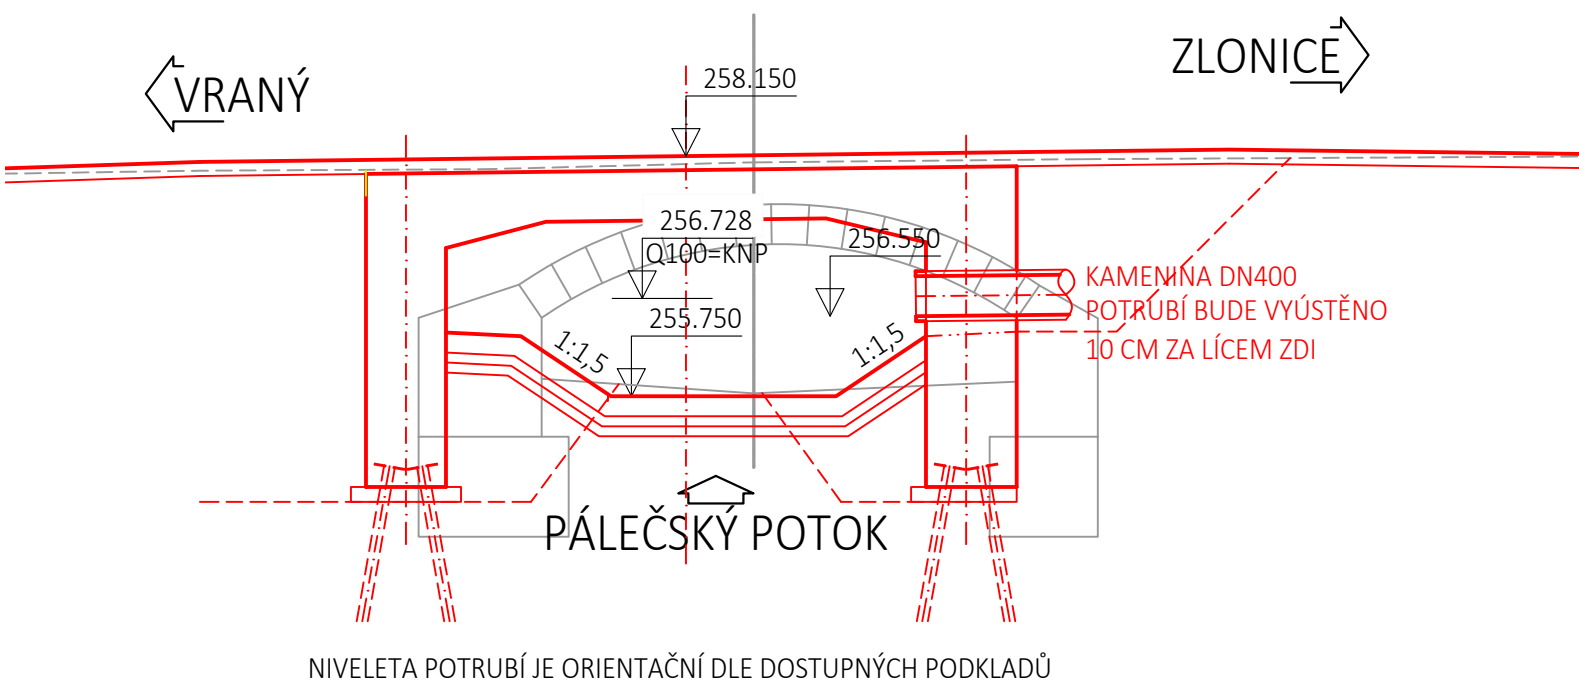 VRANÝ
ZLONICE
258.150
256.728
Q100=KNP
256.550
255.750
1:1,5
1:1,5
KAMENINA DN400
POTRUBÍ BUDE VYÚSTĚNO
10 CM ZA LÍCEM ZDI
PÁLEČSKÝ POTOK
NIVELETA POTRUBÍ JE ORIENTAČNÍ DLE DOSTUPNÝCH PODKLADŮ